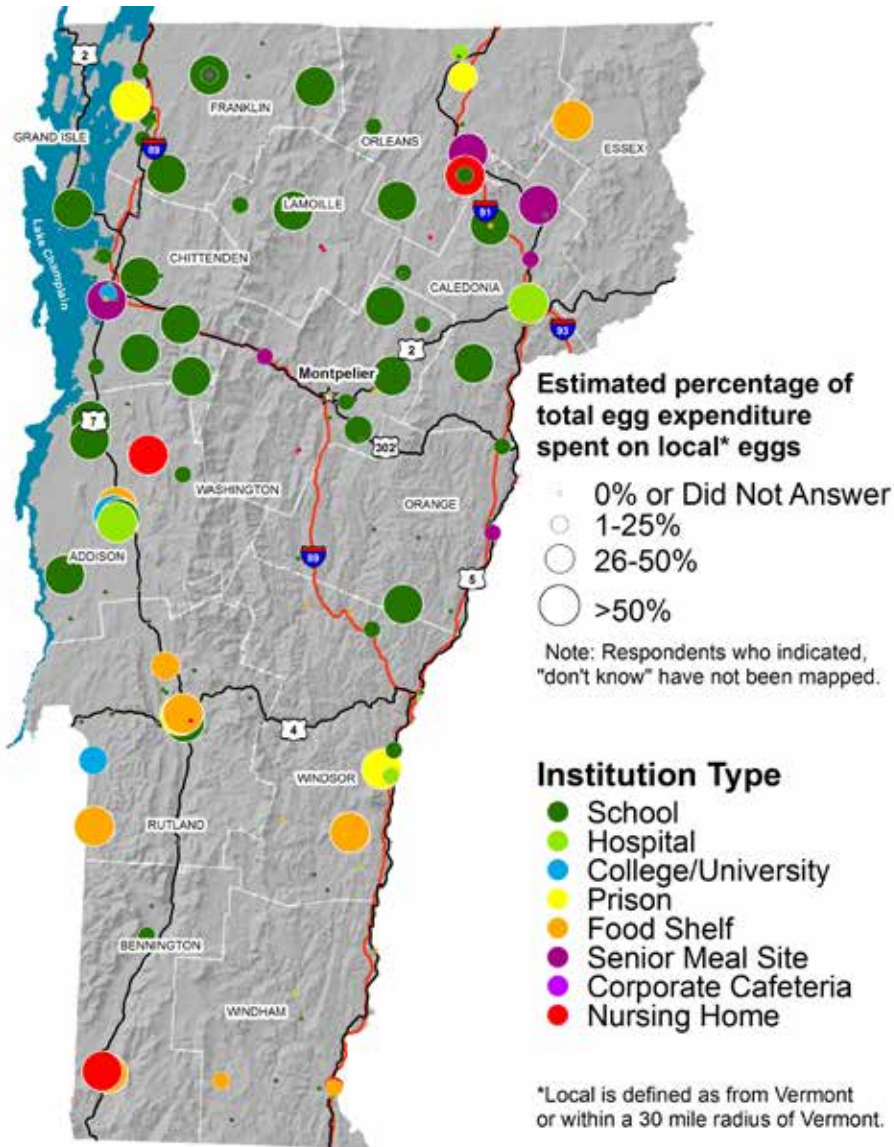 2
FRANKLIN
GRAND ISLE
89
ORLEANS
ESSEX
LAMOILLE
91
Lake Champlain
CHITTENDEN
CALEDONIA
93
2
Montpelier
7
302
WASHINGTON
ORANGE
ADDISON
89
5
4
WINDSOR
RUTLAND
BENNINGTON
WINDHAM
Estimated percentage of
total egg expenditure
spent on local* eggs
0% or Did Not Answer
1-25%
26-50%
>50%
Note: Respondents who indicated,
"don't know" have not been mapped.
Institution Type
School
Hospital
College/University
Prison
Food Shelf
Senior Meal Site
Corporate Cafeteria
Nursing Home
*Local is defined as from Vermont
or within a 30 mile radius of Vermont.